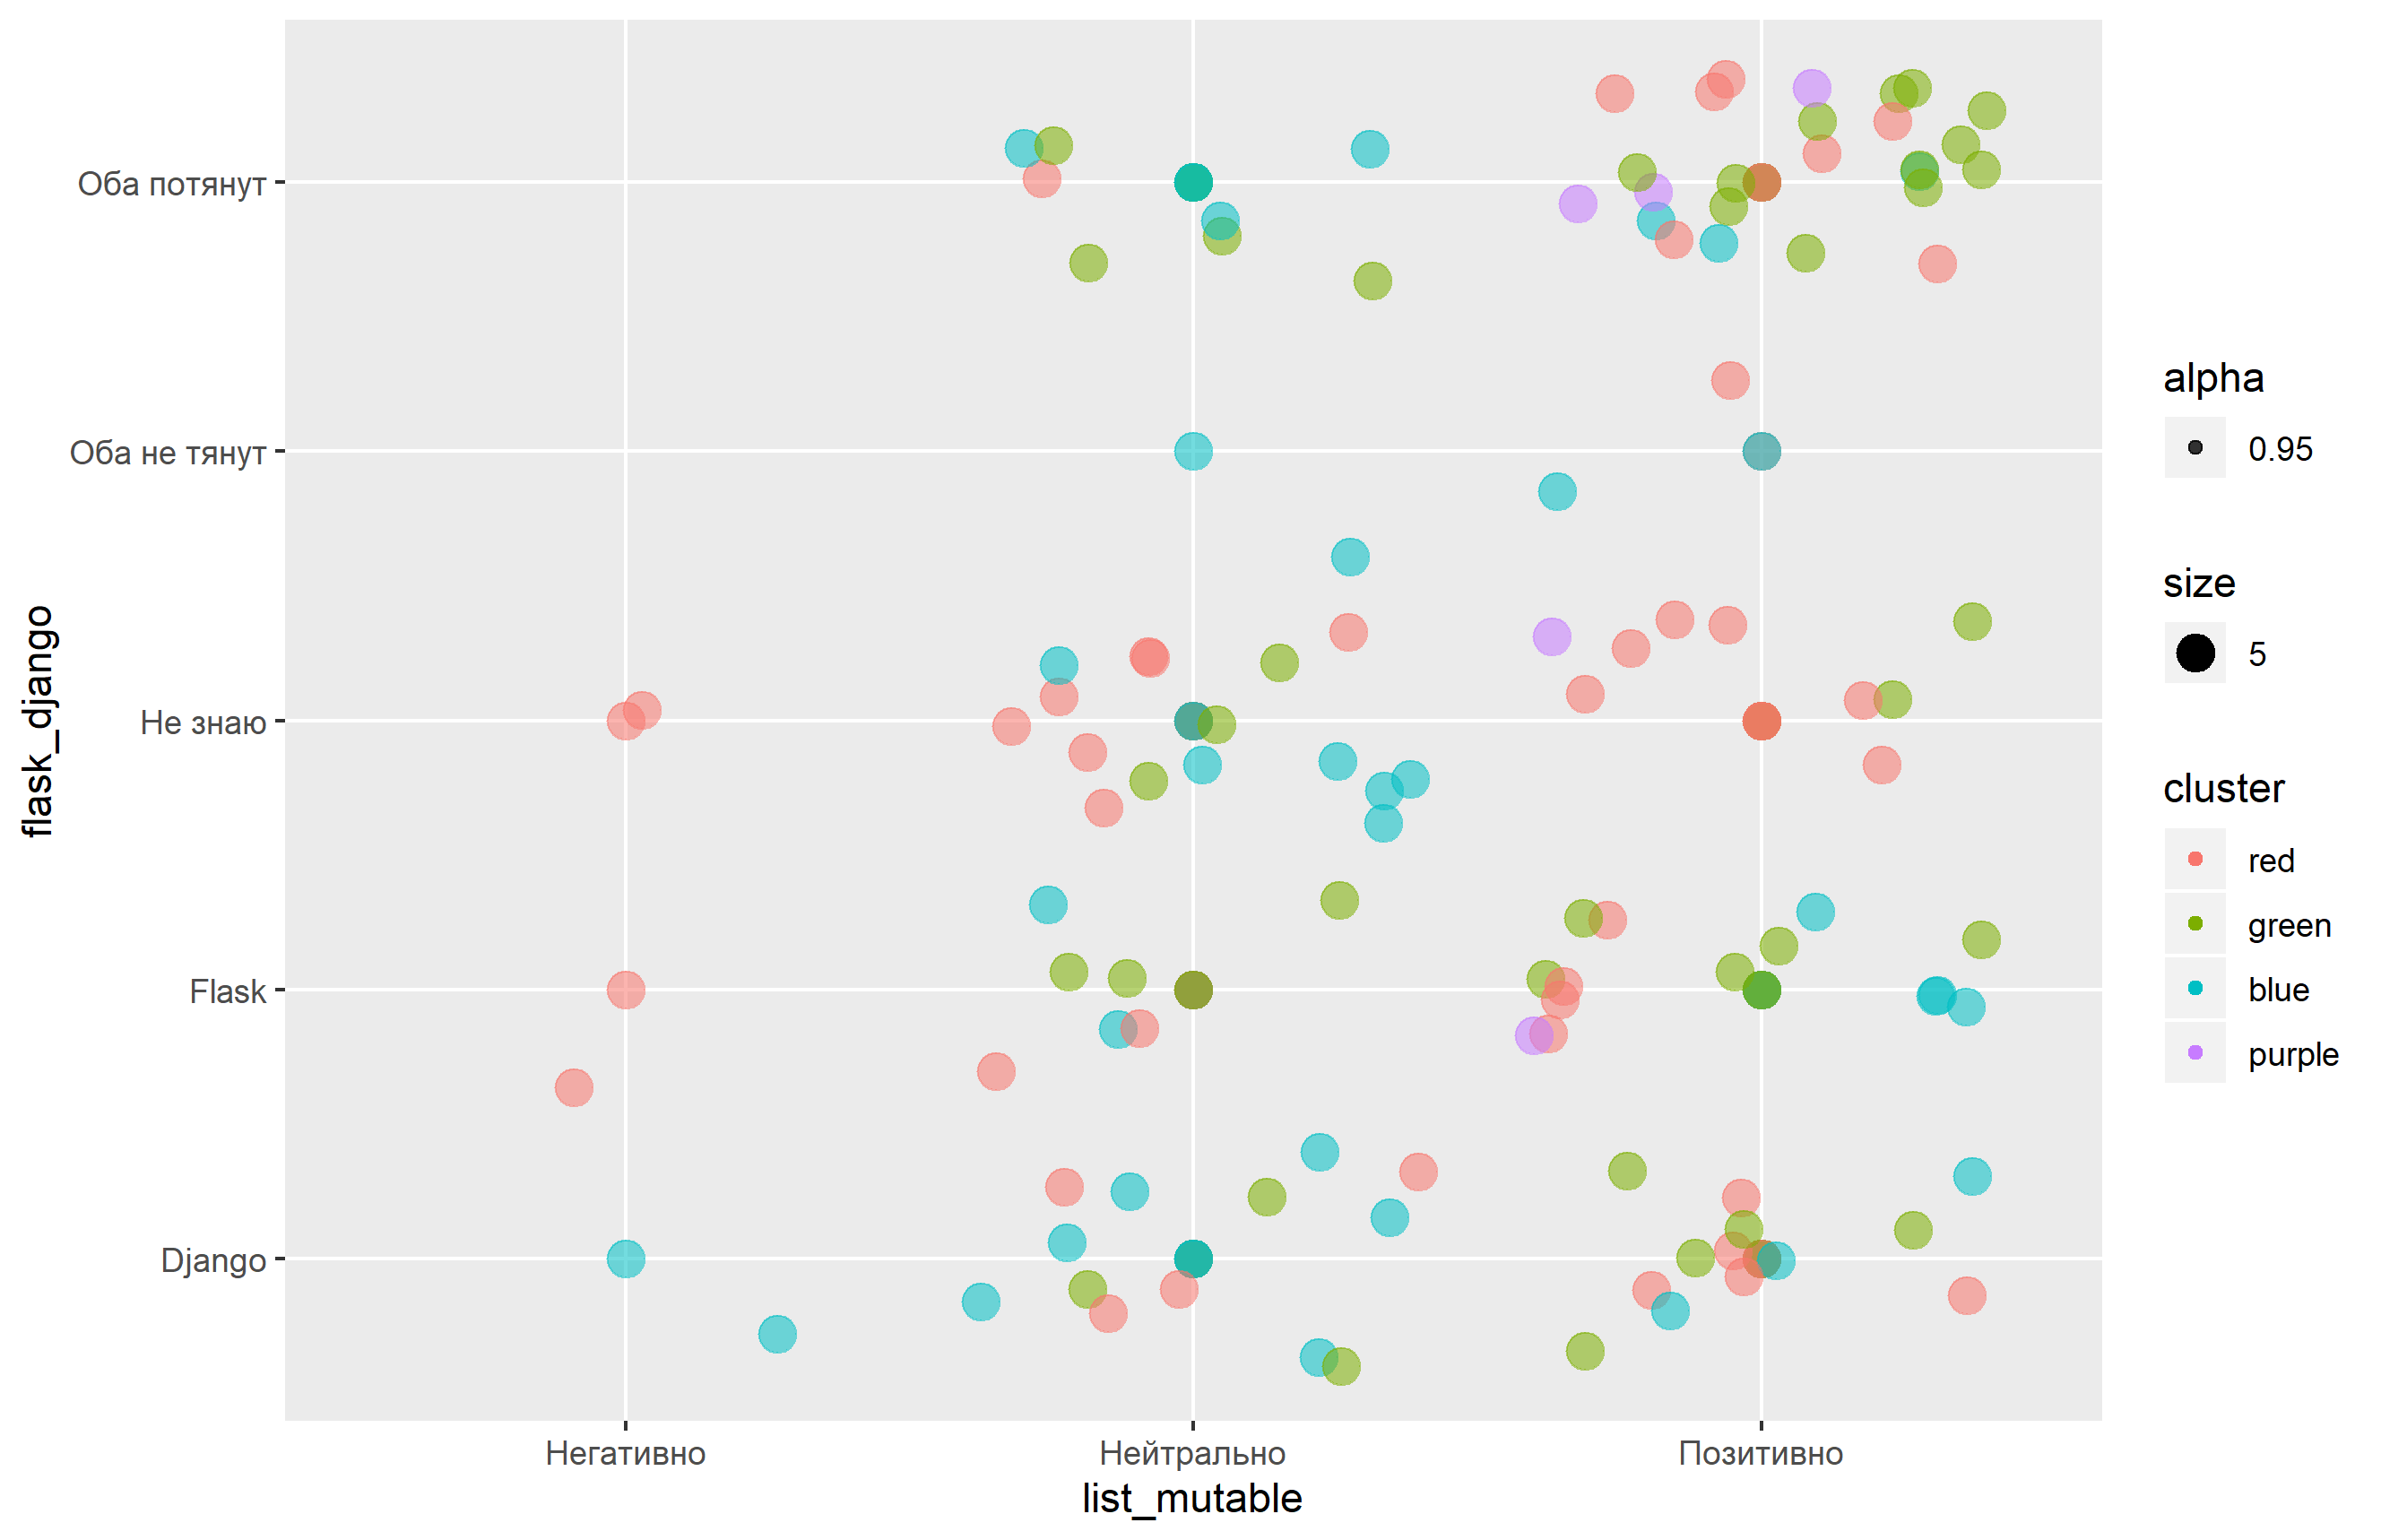 flask_django
Оба потянут
Оба не тянут
Не знаю
Flask
Django
Негативно
Нейтрально
Позитивно
list_mutable
alpha
0.95
size
5
cluster
red
green
blue
purple